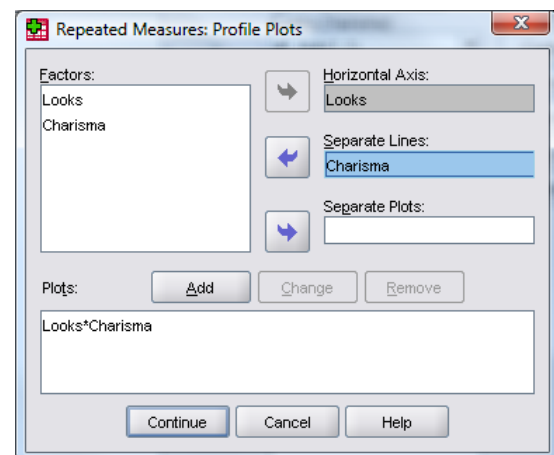 Repeated Measures: Profile Plots
Factors:
Looks
Charisma
Horizontal Axis:
Looks
Separate Lines:
Charisma
Separate Plots:
Plots:
Add
Change
Remove
Looks*Charisma
Continue
Cancel
Help